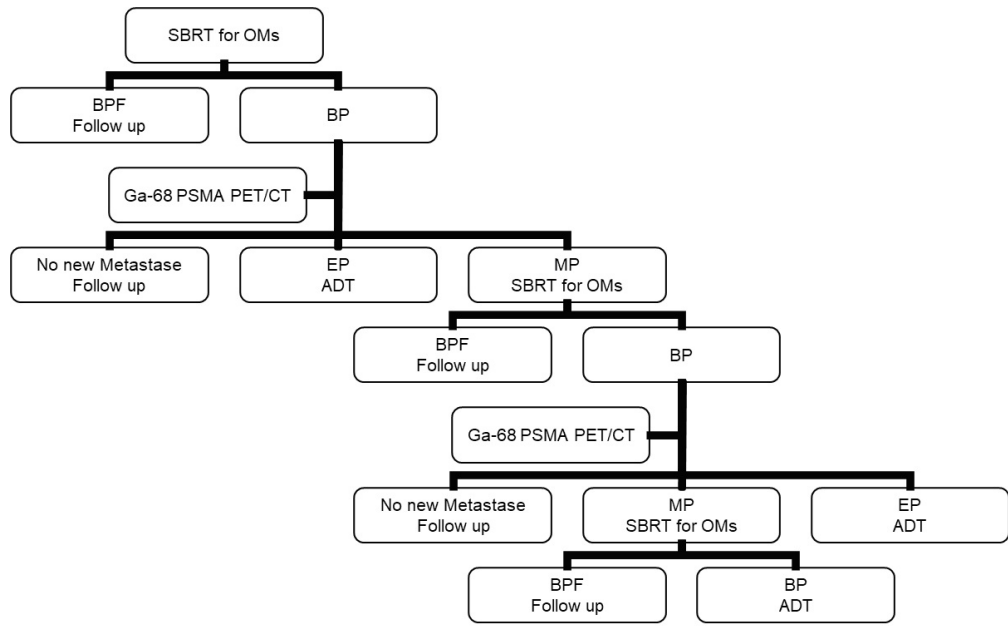 SBRT for OMs
BPF
Follow up
BP
Ga-68 PSMA PET/CT
No new Metastase
Follow up
EP
ADT
MP
SBRT for OMs
BPF
Follow up
BP
Ga-68 PSMA PET/CT
No new Metastase
Follow up
MP
SBRT for OMs
EP
ADT
BPF
Follow up
BP
ADT